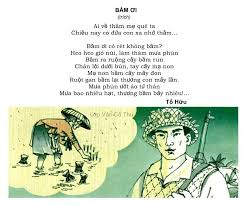 BẦM ƠI
(trích)
Ai về thăm mẹ quê ta
Chiều nay có đứa con xa nhớ thầm...
Bầm ơi có rét không bầm?
Heo heo gió núi, lâm thâm mưa phùn
Bầm ra ruộng cấy bầm run
Chân lội dưới bùn, tay cấy mạ non
Mạ non bầm cấy mấy đon
Ruột gan bầm lại thương con mấy lần.
Mưa phùn ướt áo tứ thân
Mưa bao nhiêu hạt, thương bầm bấy nhiêu...
Tố Hữu